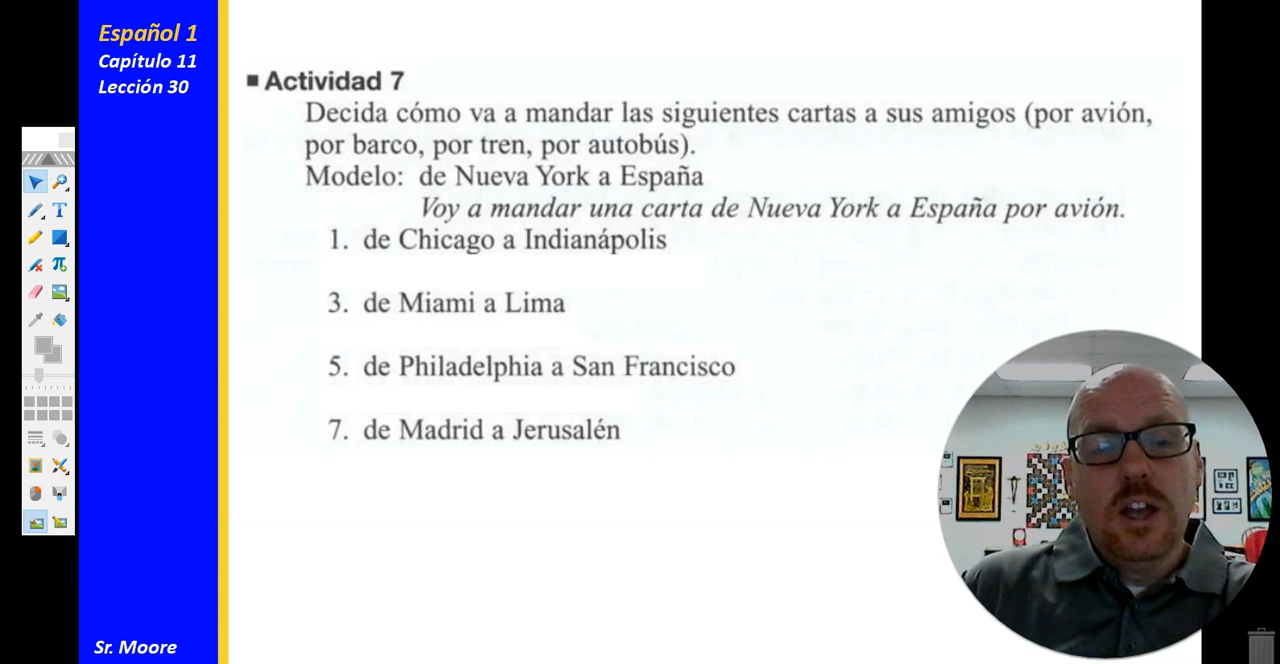 Español 1
Capítulo 11
Lección 30
Actividad 7
Decida cómo va a mandar las siguientes cartas a sus amigos (por avión,
por barco, por tren, por autobús).
Modelo: de Nueva York a España
Voy a mandar una carta de Nueva York a España por avión.
1. de Chicago a Indianápolis
3. de Miami a Lima
5. de Philadelphia a San Francisco
7. de Madrid a Jerusalén
Sr. Moore